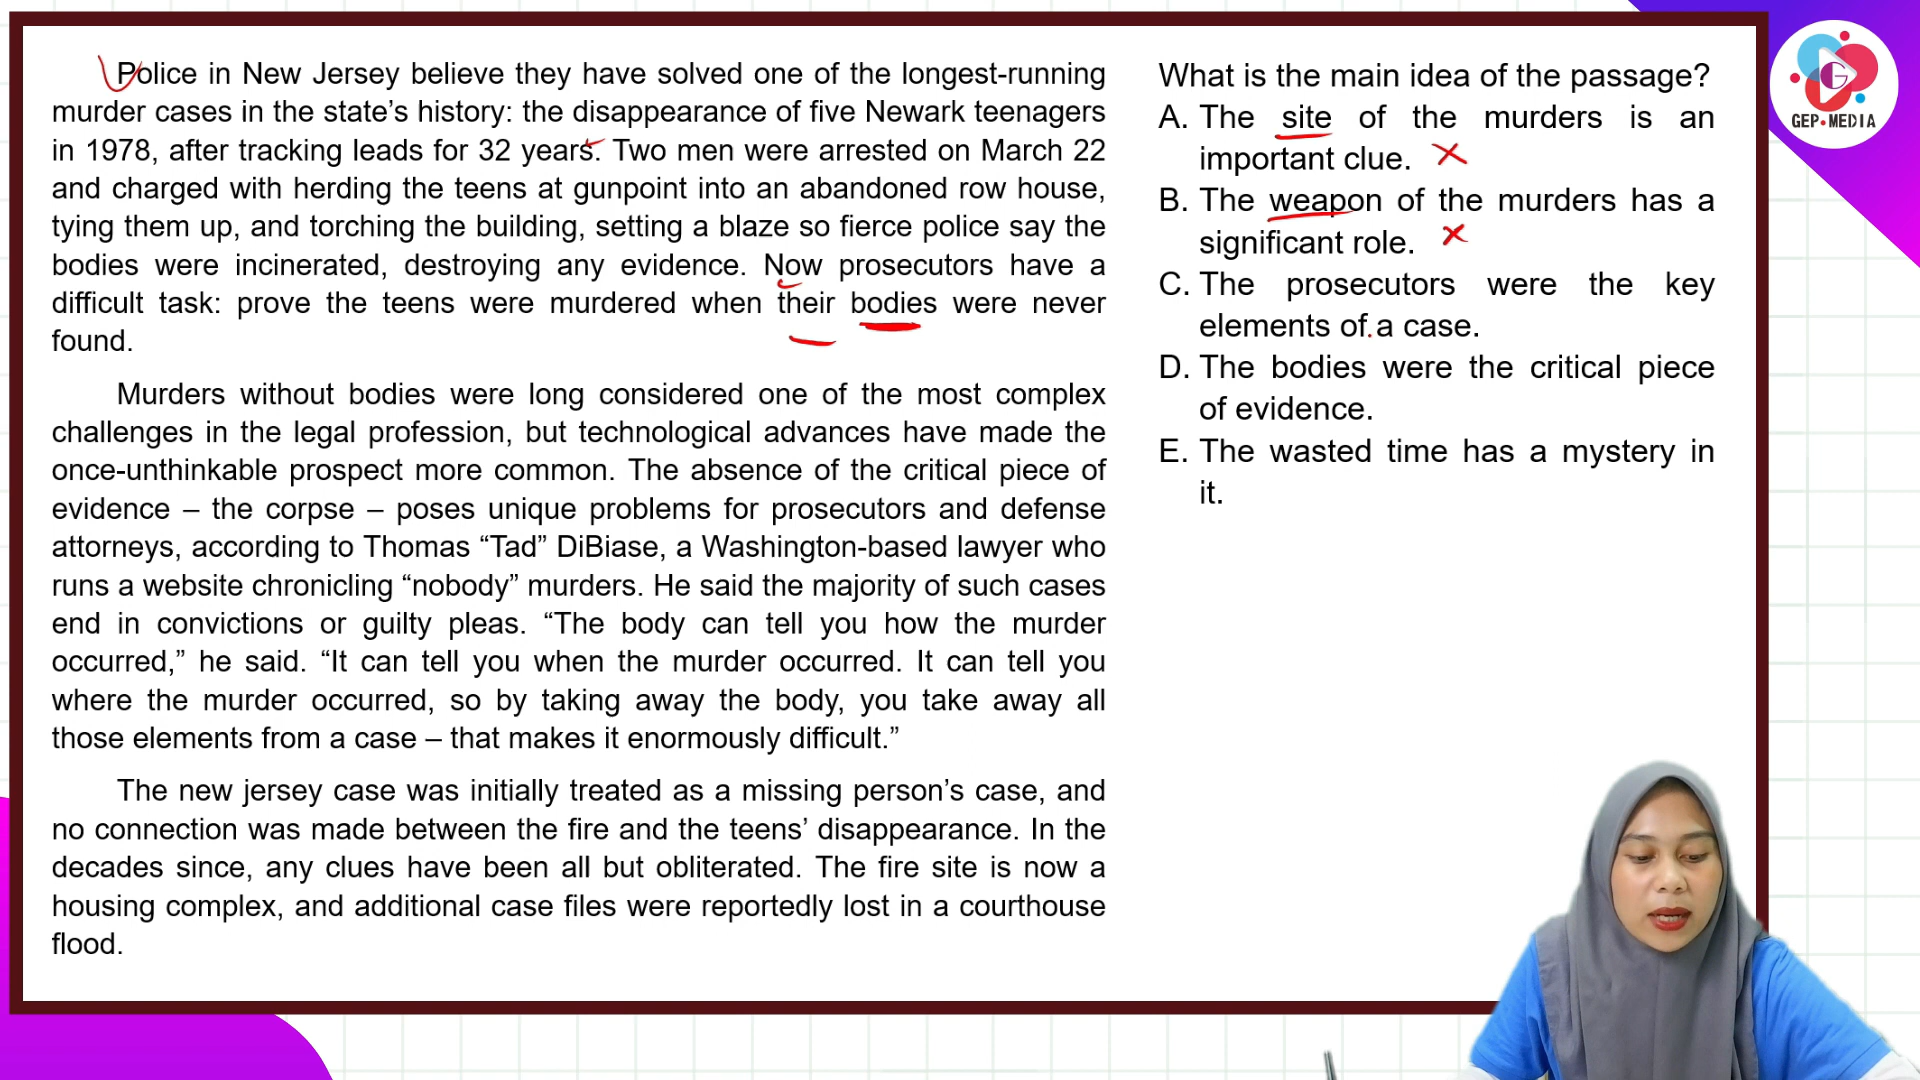 Police in New Jersey believe they have solved one of the longest-running
murder cases in the state’s history: the disappearance of five Newark teenagers
in 1978, after tracking leads for 32 years. Two men were arrested on March 22
and charged with herding the teens at gunpoint into an abandoned row house,
tying them up, and torching the building, setting a blaze so fierce police say the
bodies were incinerated, destroying any evidence. Now prosecutors have a
difficult task: prove the teens were murdered when their bodies were never
found.
Murders without bodies were long considered one of the most complex
challenges in the legal profession, but technological advances have made the
once-unthinkable prospect more common. The absence of the critical piece of
evidence – the corpse – poses unique problems for prosecutors and defense
attorneys, according to Thomas “Tad” DiBiase, a Washington-based lawyer who
runs a website chronicling “nobody” murders. He said the majority of such cases
end in convictions or guilty pleas. “The body can tell you how the murder
occurred,” he said. “It can tell you when the murder occurred. It can tell you
where the murder occurred, so by taking away the body, you take away all
those elements from a case – that makes it enormously difficult.”
The new jersey case was initially treated as a missing person’s case, and
no connection was made between the fire and the teens’ disappearance. In the
decades since, any clues have been all but obliterated. The fire site is now a
housing complex, and additional case files were reportedly lost in a courthouse
flood.
What is the main idea of the passage?
A. The site of the murders is an
important clue.
B. The weapon of the murders has a
significant role.
C. The prosecutors were the key
elements of a case.
D. The bodies were the critical piece
of evidence.
E. The wasted time has a mystery in
it.
G
GEP•MEDIA